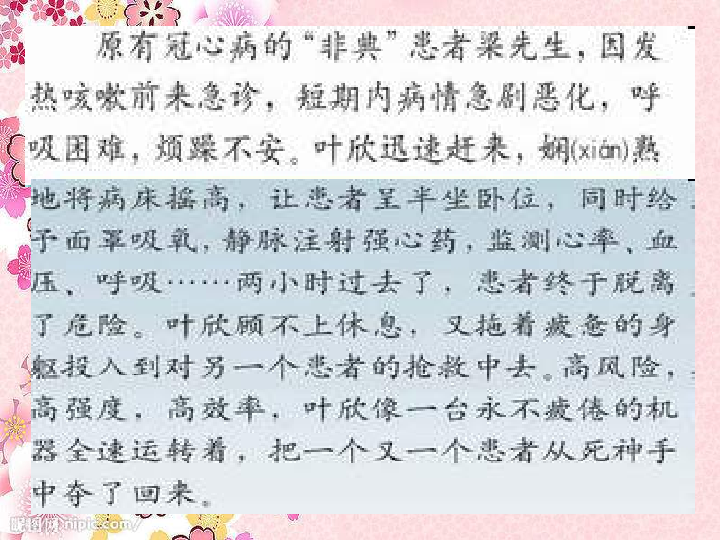 原有冠心病的“非典”患者梁先生，因发
热咳嗽前来急诊，短期内病情急剧恶化，呼
吸困难，烦躁不安。叶欣迅速赶来，娴(xián)熟
地将病床摇高，让患者呈半坐卧位，同时给
予面罩吸氧，静脉注射强心药，监测心率、血
压、呼吸……两小时过去了，患者终于脱离
了危险。叶欣顾不上休息，又拖着疲惫的身
躯投入到对另一个患者的抢救中去。高风险，
高强度，高效率，叶欣像一台永不疲倦的机
器全速运转着，把一个又一个患者从死神手
中夺了回来。
昵图网.nipic.com/